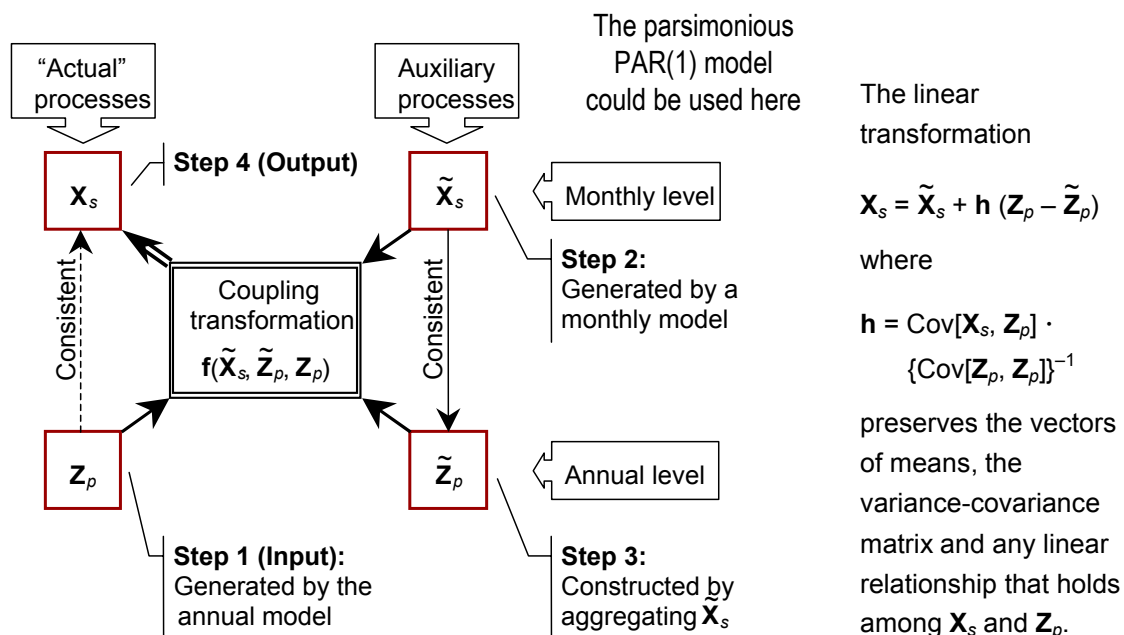 “Actual”
processes
Auxiliary
processes
The parsimonious
PAR(1) model
could be used here
Step 4 (Output)
Xₛ
X̃ₛ
Monthly level
Consistent
Coupling
transformation
f(X̃ₛ, Z̃ₚ, Zₚ)
Consistent
Step 2:
Generated by a
monthly model
Zₚ
Z̃ₚ
Annual level
Step 1 (Input):
Generated by the
annual model
Step 3:
Constructed by
aggregating X̃ₛ
The linear
transformation
Xₛ = X̃ₛ + h (Zₚ – Z̃ₚ)
where
h = Cov[Xₛ, Zₚ] ·
{Cov[Zₚ, Zₚ]}⁻¹
preserves the vectors
of means, the
variance-covariance
matrix and any linear
relationship that holds
among Xₛ and Zₚ.